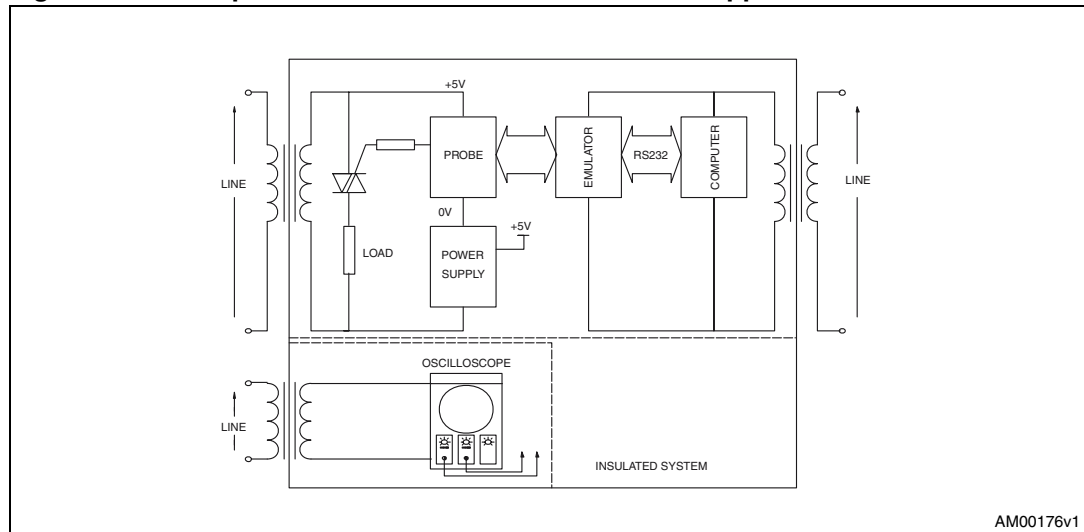 +5V
PROBE
EMULATOR
RS232
COMPUTER
LINE
LINE
0V
+5V
LOAD
POWER
SUPPLY
OSCILLOSCOPE
LINE
INSULATED SYSTEM
AM00176v1